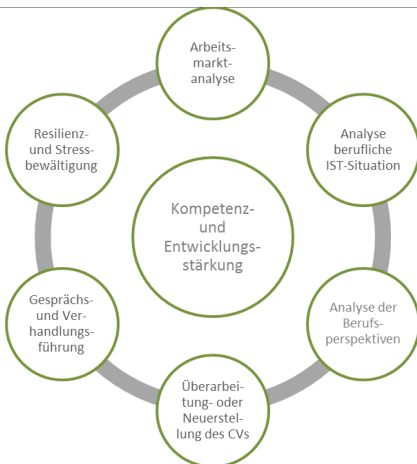 Arbeits-
markt-
analyse
Resilienz-
und Stress-
bewältigung
Analyse
berufliche
IST-Situation
Kompetenz-
und
Entwicklungs-
stärkung
Gesprächs-
und Ver-
handlungs-
führung
Analyse der
Berufs-
perspektiven
Überarbei-
tung- oder
Neuerstel-
lung des CVs